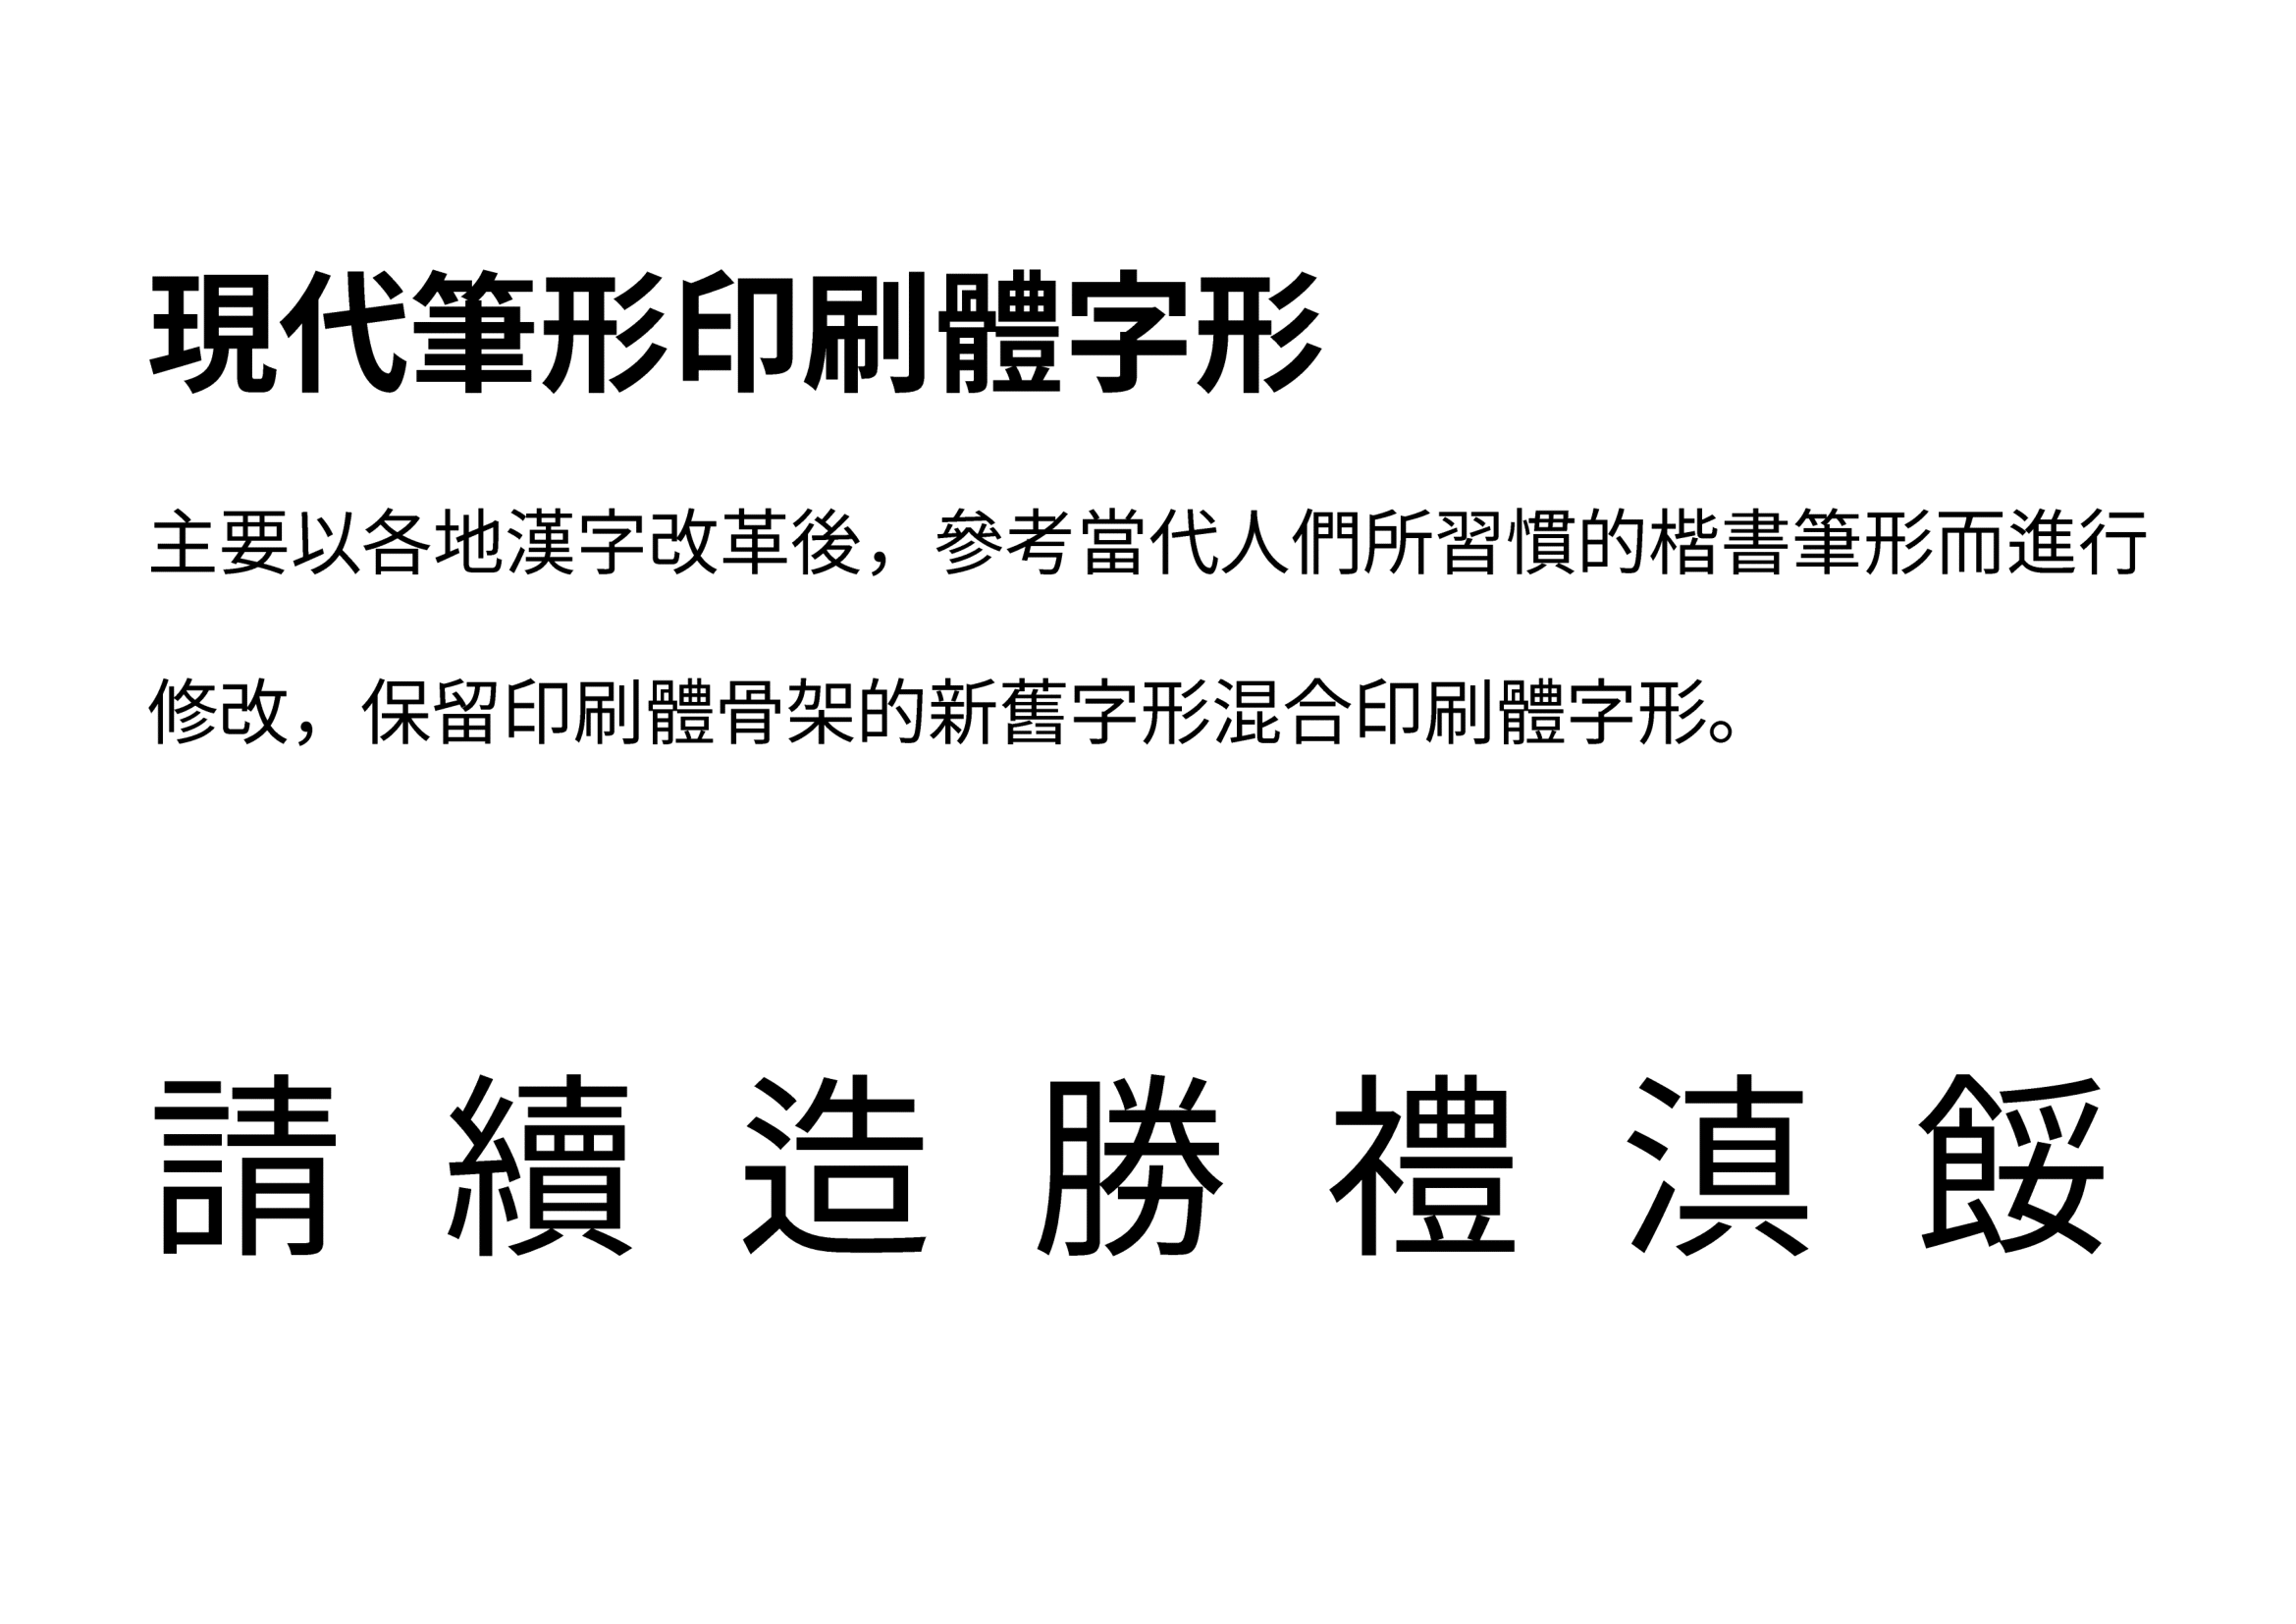 現代筆形印刷體字形
主要以各地漢字改革後，參考當代人們所習慣的楷書筆形而進行
修改，保留印刷體骨架的新舊字形混合印刷體字形。
請 續 造 勝 禮 滇 餒